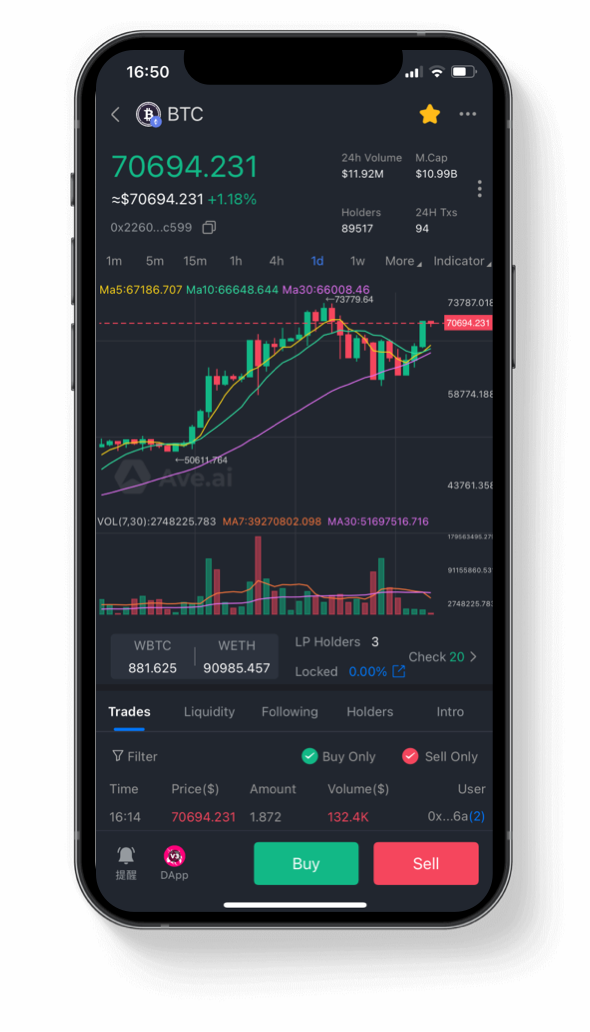 16:50
BTC
70694.231
≈$70694.231 +1.18%
0x2260...c599
24h Volume M.Cap
$11.92M $10.99B
Holders 24H Txs
89517 94
1m 5m 15m 1h 4h 1d 1w More Indicator
Ma5:67186.707 Ma10:66648.644 Ma30:66008.46
←73779.64
73787.018
70694.231
58774.188
←50611.764
Ave.ai
43761.358
VOL(7,30):2748225.783 MA7:39270802.098 MA30:51697516.716
91155860.53
2748225.783
WBTC WETH
881.625 90985.457
LP Holders 3
Locked 0.00%
Check 20 >
Trades Liquidity Following Holders Intro
Filter Buy Only Sell Only
Time Price($) Amount Volume($) User
16:14 70694.231 1.872 132.4K 0x...6a(2)
提醒
V3
DApp
Buy Sell